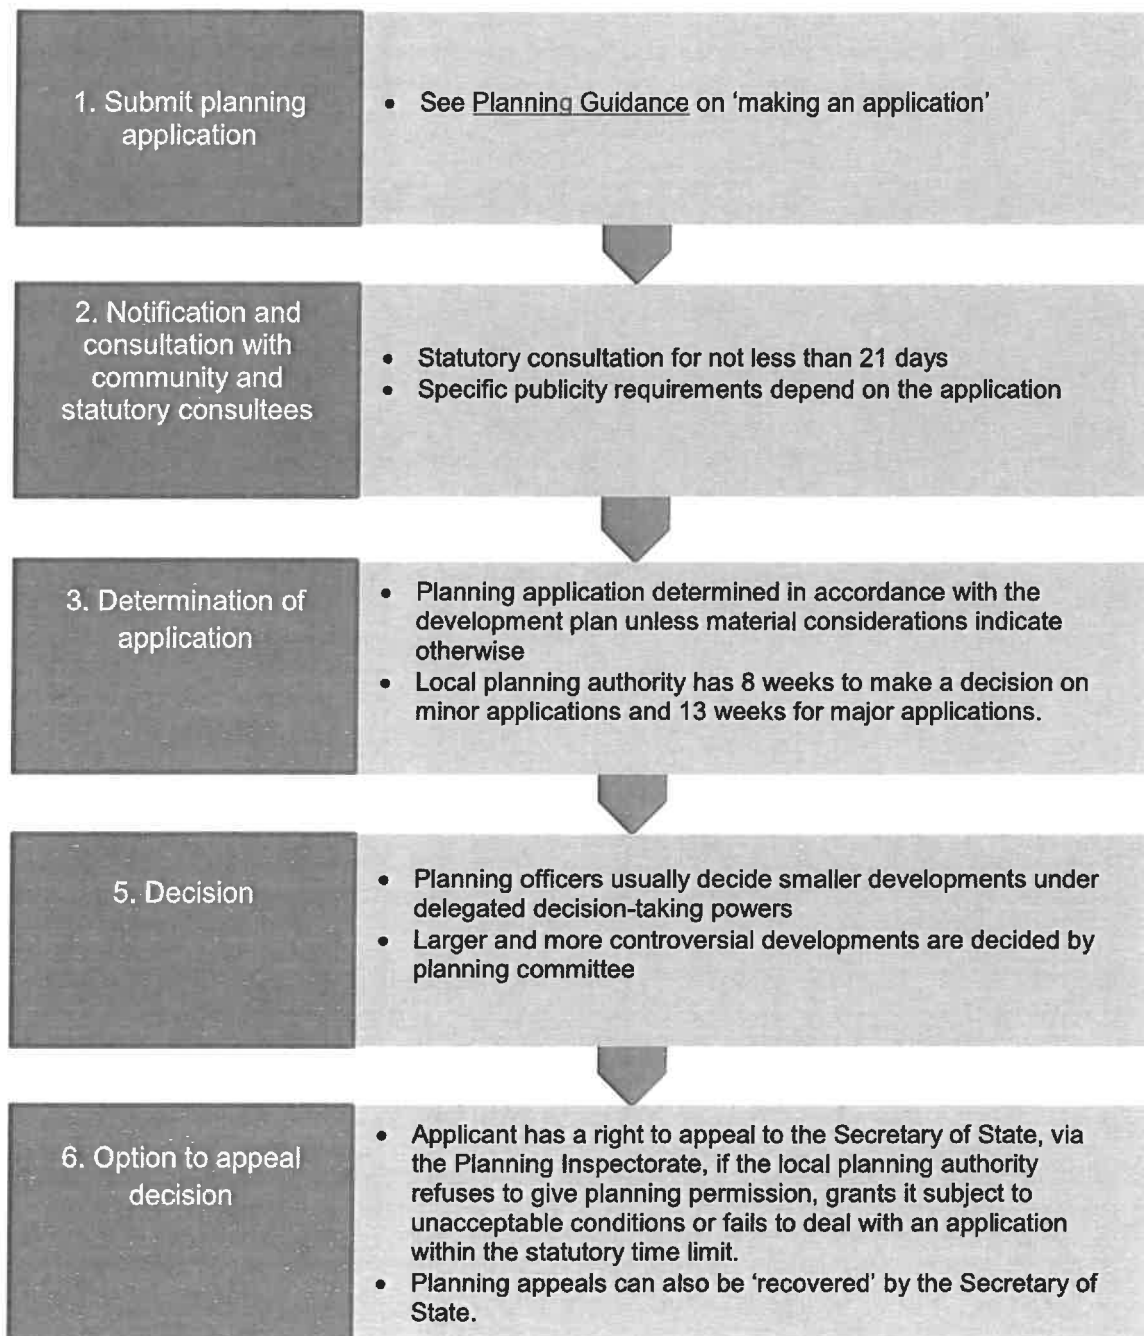 1. Submit planning
application
• See Planning Guidance on ‘making an application’
2. Notification and
consultation with
community and
statutory consultees
• Statutory consultation for not less than 21 days
• Specific publicity requirements depend on the application
3. Determination of
application
• Planning application determined in accordance with the
development plan unless material considerations indicate
otherwise
• Local planning authority has 8 weeks to make a decision on
minor applications and 13 weeks for major applications.
5. Decision
• Planning officers usually decide smaller developments under
delegated decision-taking powers
• Larger and more controversial developments are decided by
planning committee
6. Option to appeal
decision
• Applicant has a right to appeal to the Secretary of State, via
the Planning Inspectorate, if the local planning authority
refuses to give planning permission, grants it subject to
unacceptable conditions or fails to deal with an application
within the statutory time limit.
• Planning appeals can also be ‘recovered’ by the Secretary of
State.